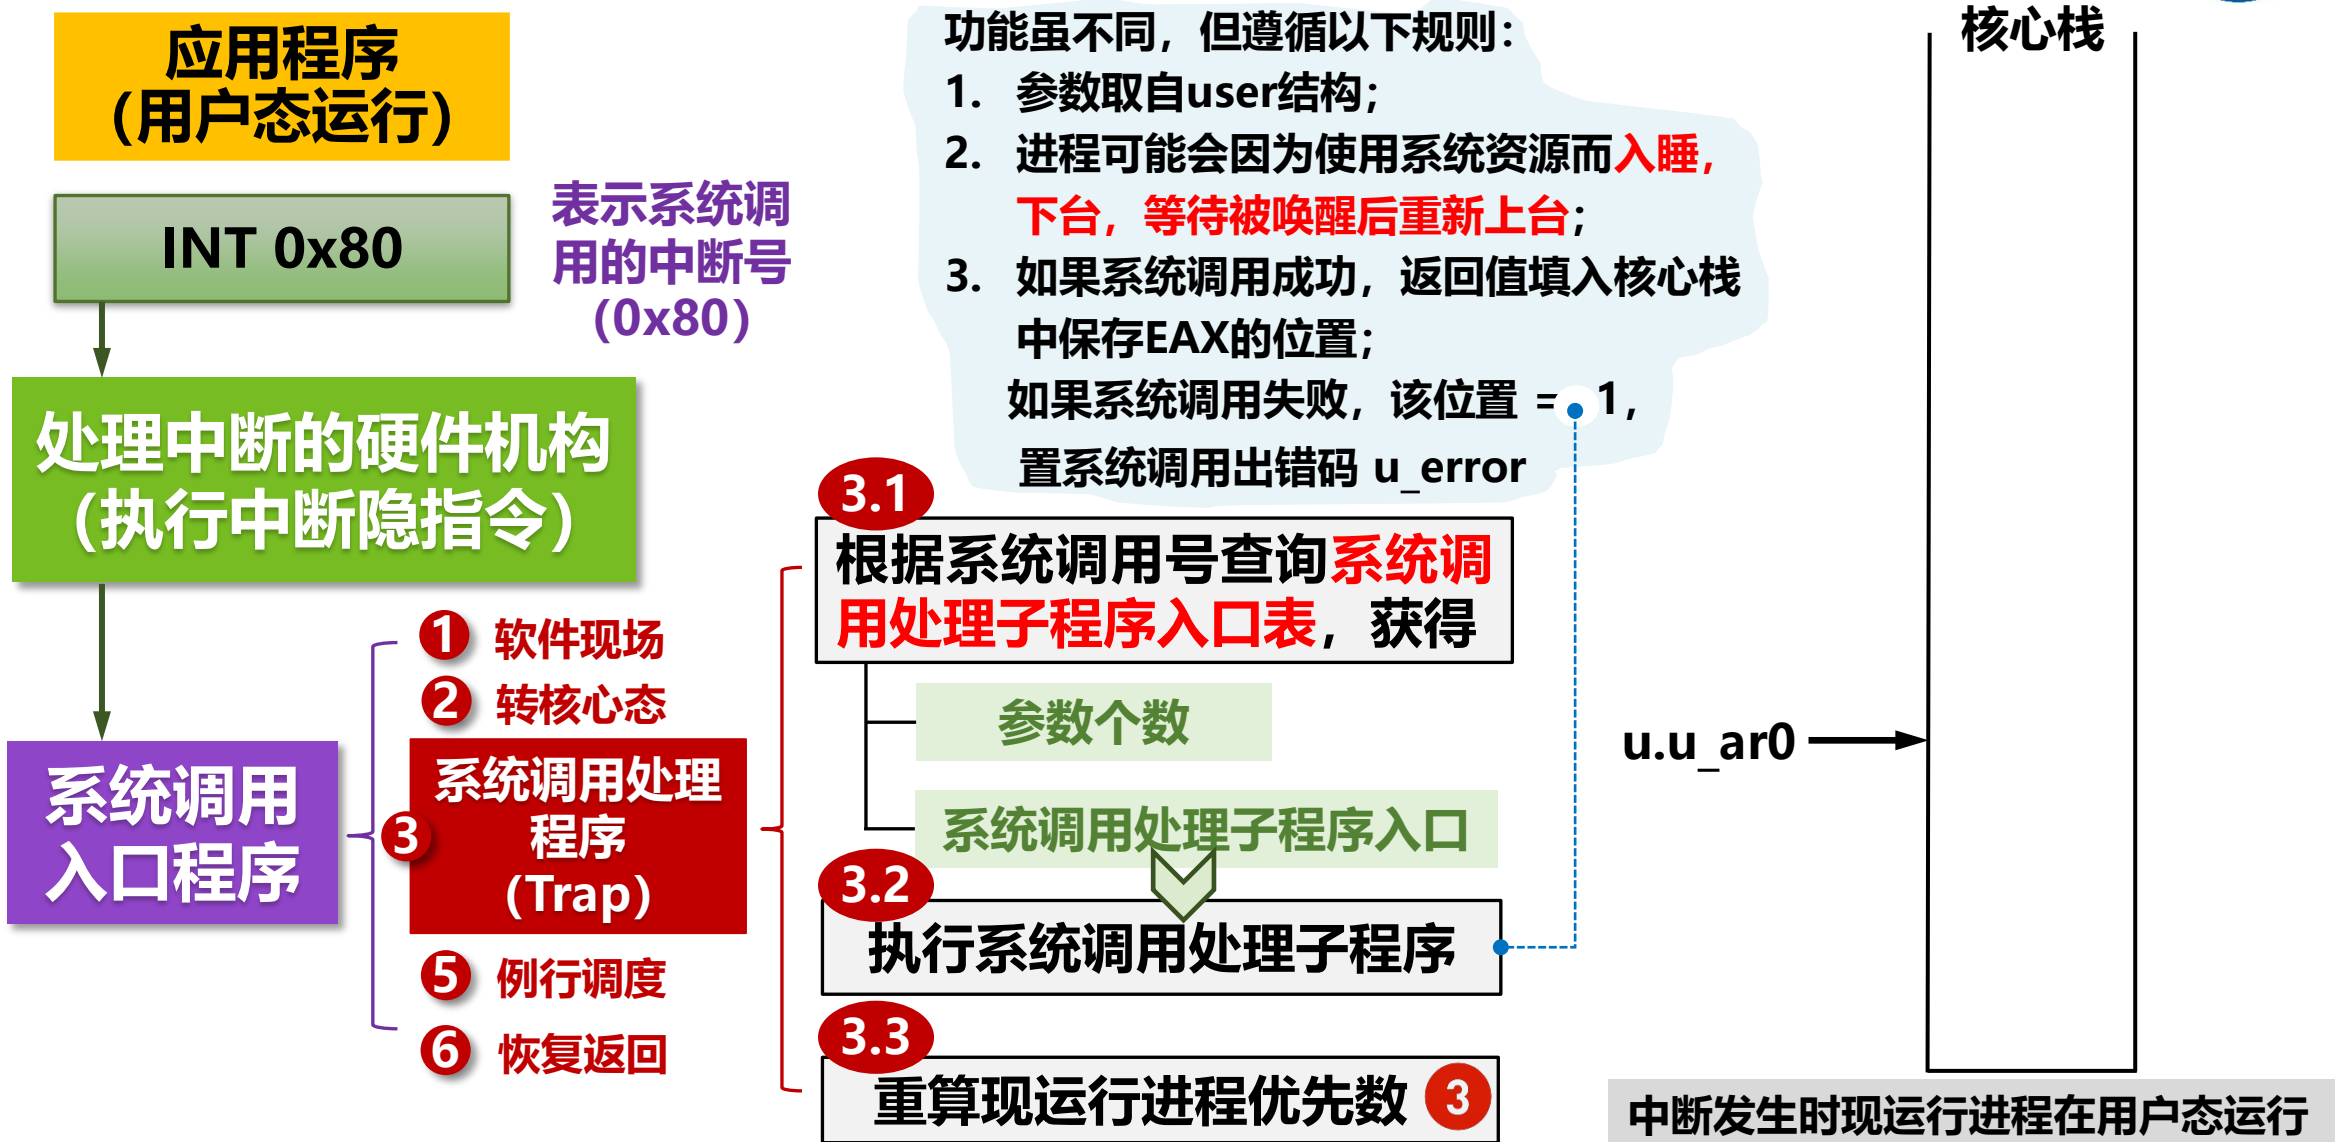 应用程序
（用户态运行）
INT 0x80
表示系统调
用的中断号
（0x80）
处理中断的硬件机构
（执行中断隐指令）
系统调用
入口程序
1 软件现场
2 转核心态
3
系统调用处理
程序
（Trap）
5 例行调度
6 恢复返回
功能虽不同，但遵循以下规则：
1. 参数取自user结构；
2. 进程可能会因为使用系统资源而入睡，
下台，等待被唤醒后重新上台；
3. 如果系统调用成功，返回值填入核心栈
中保存EAX的位置；
如果系统调用失败，该位置 = 1，
置系统调用出错码 u_error
3.1
根据系统调用号查询系统调
用处理子程序入口表，获得
参数个数
系统调用处理子程序入口
3.2
执行系统调用处理子程序
3.3
重算现运行进程优先数 3
核心栈
u.u_ar0
中断发生时现运行进程在用户态运行